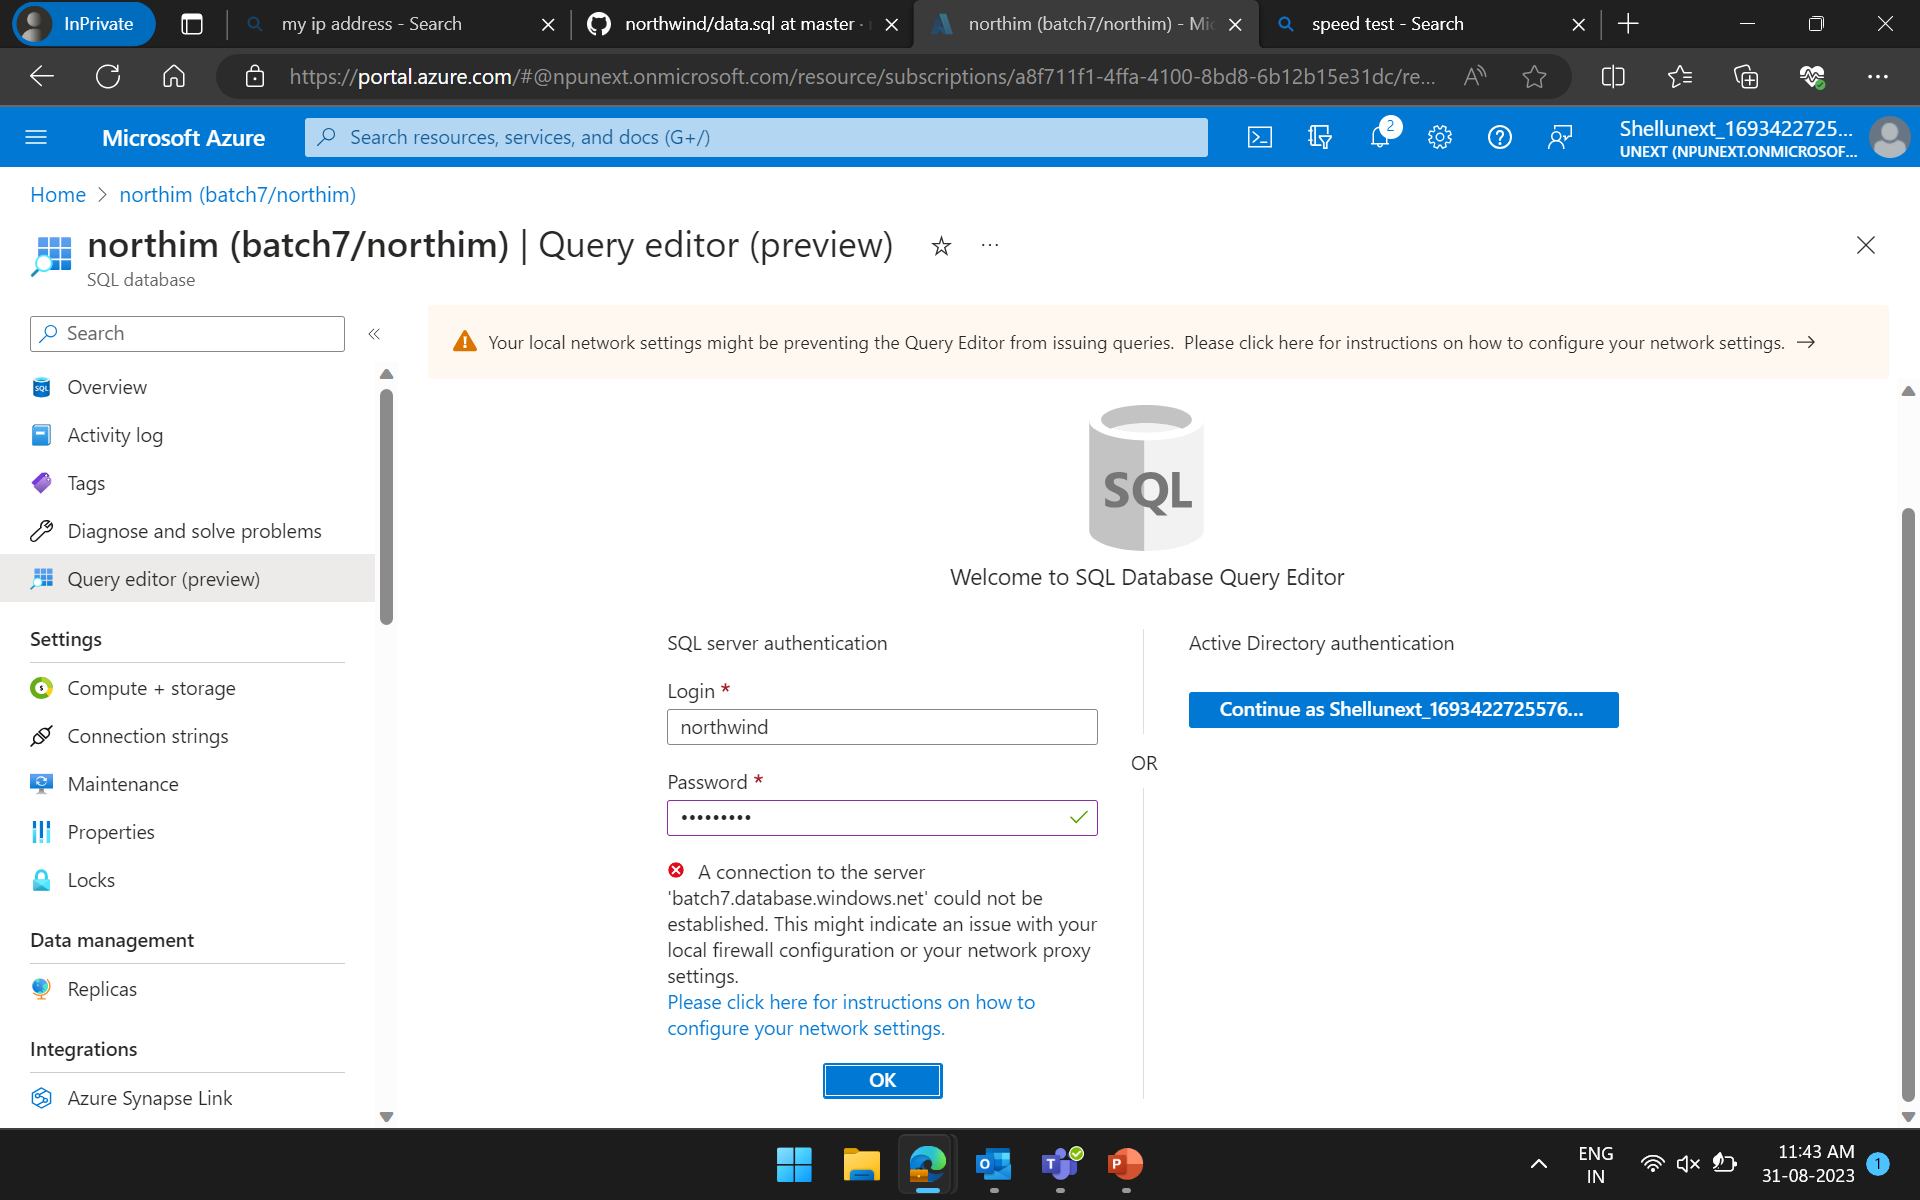 InPrivate
my ip address - Search
northwind/data.sql at master ·
northim (batch7/northim) - Mic
speed test - Search
https://portal.azure.com/#@npunext.onmicrosoft.com/resource/subscriptions/a8f711f1-4ffa-4100-8bd8-6b12b15e31dc/re...
Microsoft Azure
Search resources, services, and docs (G+/)
2
Shellunext_1693422725...
UNEXT (NPUNEXT.ONMICROSOF...
Home > northim (batch7/northim)
northim (batch7/northim) | Query editor (preview)
SQL database
Search
Overview
Activity log
Tags
Diagnose and solve problems
Query editor (preview)
Settings
Compute + storage
Connection strings
Maintenance
Properties
Locks
Data management
Replicas
Integrations
Azure Synapse Link
Your local network settings might be preventing the Query Editor from issuing queries. Please click here for instructions on how to configure your network settings. →
SQL
Welcome to SQL Database Query Editor
SQL server authentication
Login *
northwind
Password *
•••••••••
A connection to the server
'batch7.database.windows.net' could not be
established. This might indicate an issue with your
local firewall configuration or your network proxy
settings.
Please click here for instructions on how to
configure your network settings.
OK
OR
Active Directory authentication
Continue as Shellunext_1693422725576...
ENG
IN
11:43 AM
31-08-2023
1